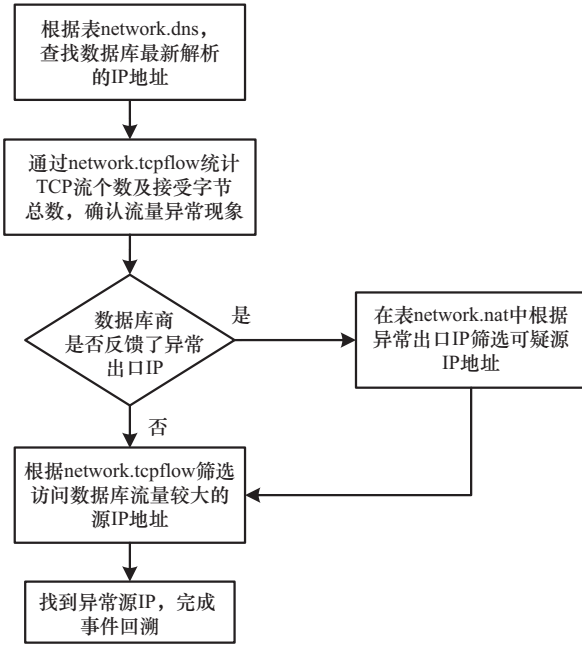 根据表network.dns，
查找数据库最新解析
的IP地址
通过network.tcpflow统计
TCP流个数及接受字节
总数，确认流量异常现象
数据库商
是否反馈了异常
出口IP
是
在表network.nat中根据
异常出口IP筛选可疑源
IP地址
否
根据network.tcpflow筛选
访问数据库流量较大的
源IP地址
找到异常源IP，完成
事件回溯